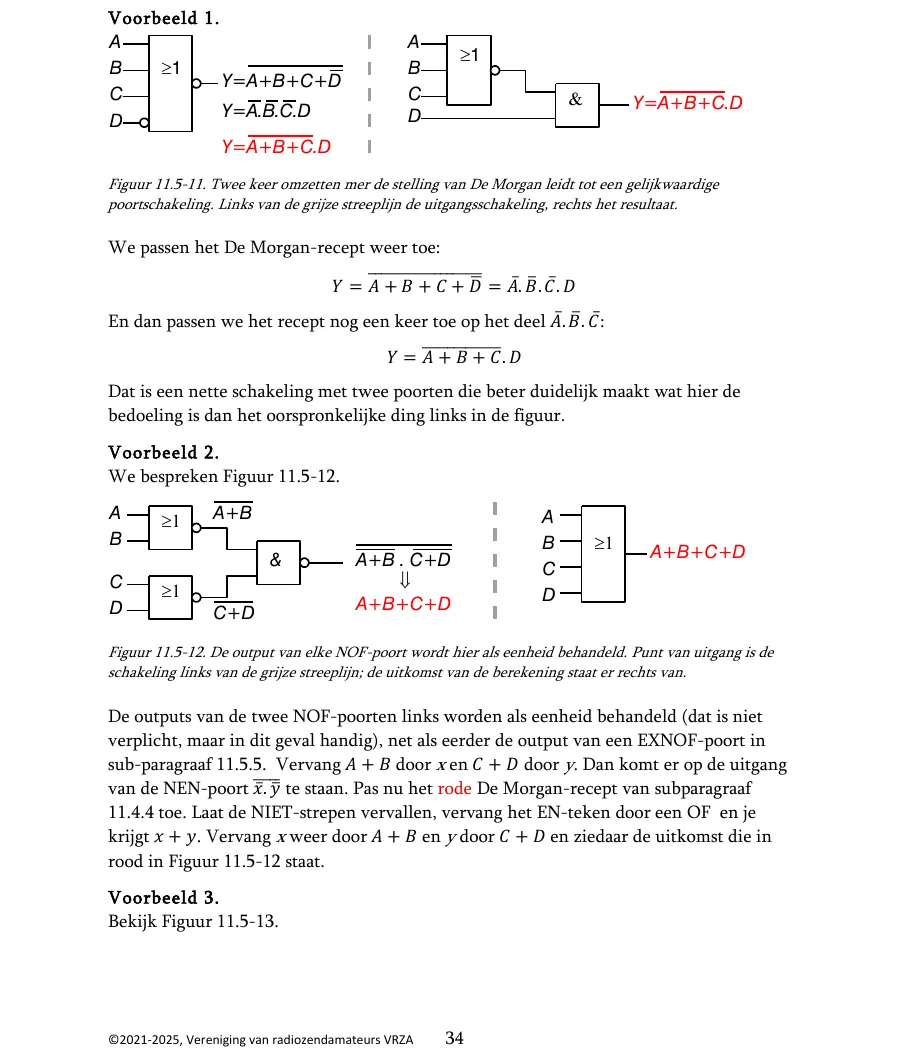 Voorbeeld 1.
A
B
C
D
≥1
Y=A̅+̅B̅+̅C̅+̅D̿
Y=A̅.B̅.C̅.D
Y=A̅+̅B̅+̅C̅.D
A
B
C
D
≥1
&
Y=A̅+̅B̅+̅C̅.D
Figuur 11.5-11. Twee keer omzetten mer de stelling van De Morgan leidt tot een gelijkwaardige
poortschakeling. Links van de grijze streeplijn de uitgangsschakeling, rechts het resultaat.
We passen het De Morgan-recept weer toe:
Y = A̅ ̅+̅ ̅B̅ ̅+̅ ̅C̅ ̅+̅ ̅D̿ = A̅. B̅. C̅. D
En dan passen we het recept nog een keer toe op het deel A̅. B̅. C̅:
Y = A̅ ̅+̅ ̅B̅ ̅+̅ ̅C̅. D
Dat is een nette schakeling met twee poorten die beter duidelijk maakt wat hier de
bedoeling is dan het oorspronkelijke ding links in de figuur.
Voorbeeld 2.
We bespreken Figuur 11.5-12.
A
B
≥1
A̅+̅B̅
C
D
≥1
C̅+̅D̅
&
A̿+̿B̿ ̅.̅ ̅C̿+̿D̿
⇓
A+B+C+D
A
B
C
D
≥1
A+B+C+D
Figuur 11.5-12. De output van elke NOF-poort wordt hier als eenheid behandeld. Punt van uitgang is de
schakeling links van de grijze streeplijn; de uitkomst van de berekening staat er rechts van.
De outputs van de twee NOF-poorten links worden als eenheid behandeld (dat is niet
verplicht, maar in dit geval handig), net als eerder de output van een EXNOF-poort in
sub-paragraaf 11.5.5. Vervang A + B door x en C + D door y. Dan komt er op de uitgang
van de NEN-poort x̿.̅ ̅y̿ te staan. Pas nu het rode De Morgan-recept van subparagraaf
11.4.4 toe. Laat de NIET-strepen vervallen, vervang het EN-teken door een OF en je
krijgt x + y. Vervang x weer door A + B en y door C + D en ziedaar de uitkomst die in
rood in Figuur 11.5-12 staat.
Voorbeeld 3.
Bekijk Figuur 11.5-13.
©2021-2025, Vereniging van radiozendamateurs VRZA 34